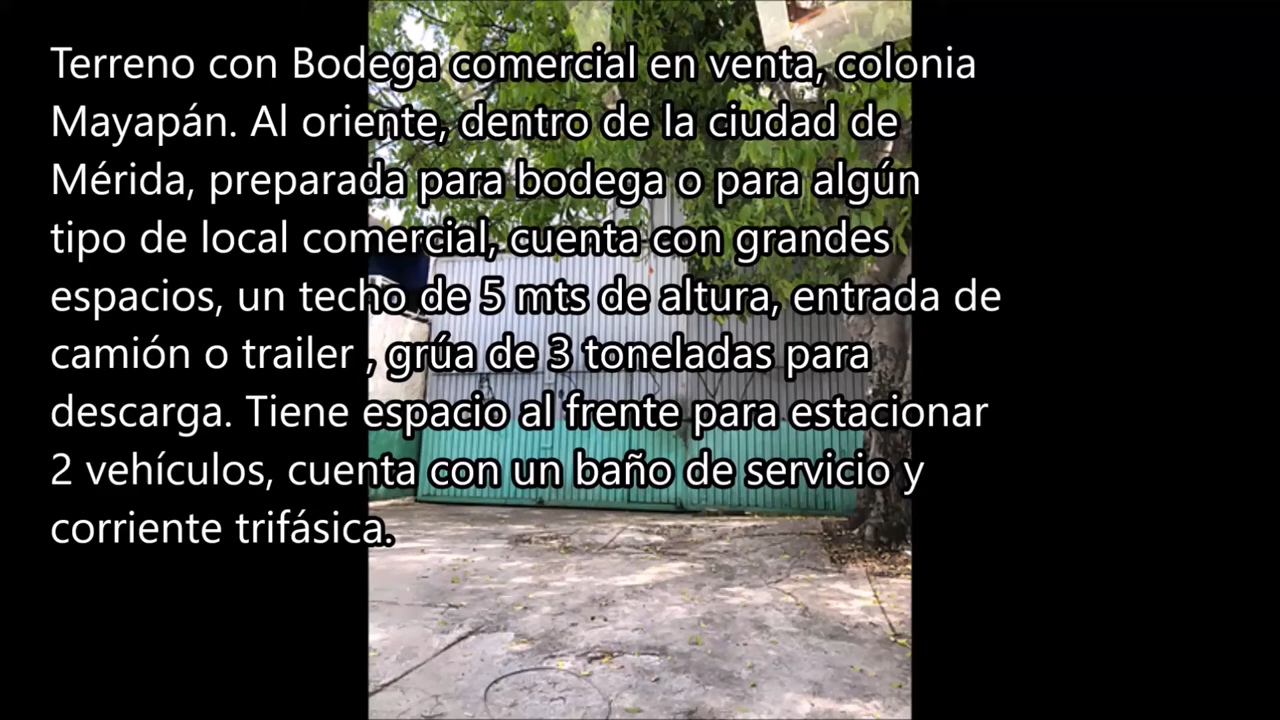 Terreno con Bodega comercial en venta, colonia
Mayapán. Al oriente, dentro de la ciudad de
Mérida, preparada para bodega o para algún
tipo de local comercial, cuenta con grandes
espacios, un techo de 5 mts de altura, entrada de
camión o trailer , grúa de 3 toneladas para
descarga. Tiene espacio al frente para estacionar
2 vehículos, cuenta con un baño de servicio y
corriente trifásica.